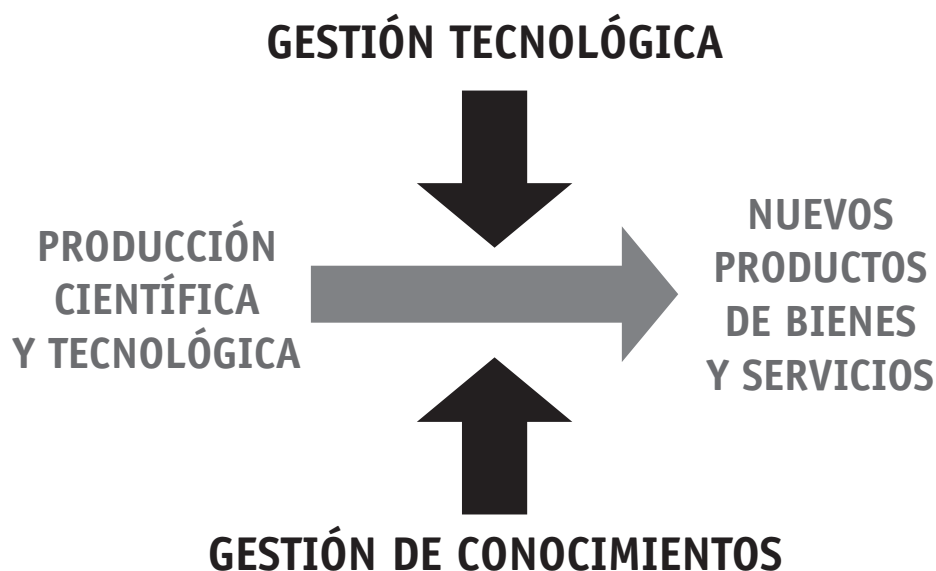 GESTIÓN TECNOLÓGICA
PRODUCCIÓN
CIENTÍFICA
Y TECNOLÓGICA
NUEVOS
PRODUCTOS
DE BIENES
Y SERVICIOS
GESTIÓN DE CONOCIMIENTOS